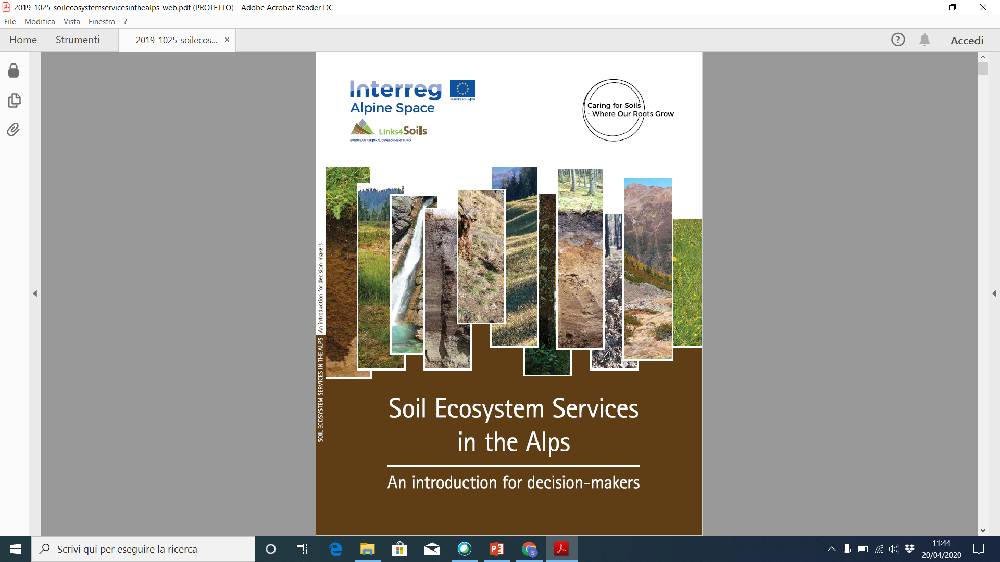 2019-1025_soilecosystemservicesinthealps-web.pdf (PROTETTO) - Adobe Acrobat Reader DC
File Modifica Vista Finestra ?
Home Strumenti 2019-1025_soilecos... × Accedi
Interreg
EUROPEAN UNION
Alpine Space
Links4Soils
EUROPEAN REGIONAL DEVELOPMENT FUND
Caring for Soils
- Where Our Roots Grow
SOIL ECOSYSTEM SERVICES IN THE ALPS An introduction for decision-makers
Soil Ecosystem Services
in the Alps
An introduction for decision-makers
Scrivi qui per eseguire la ricerca
11:44
20/04/2020